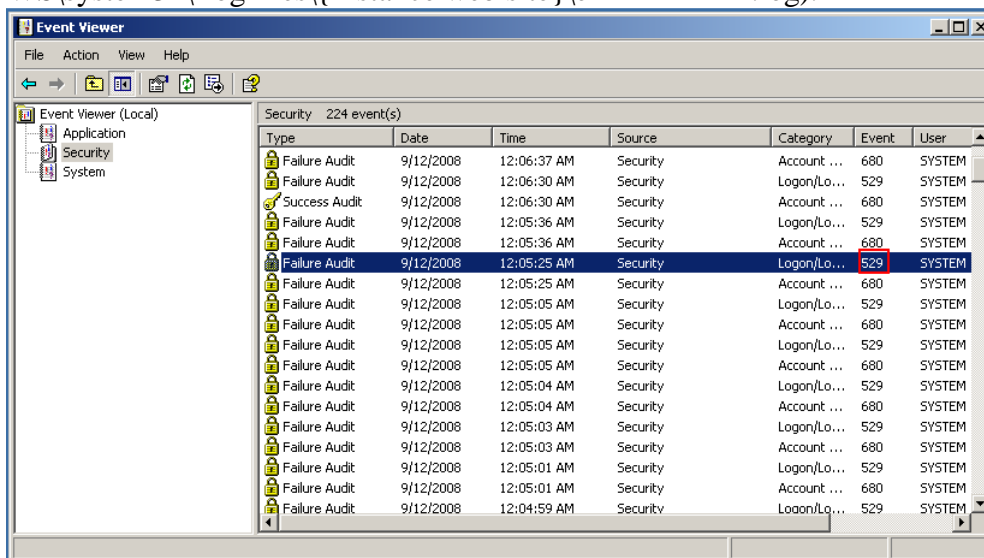 Event Viewer
File Action View Help
Event Viewer (Local)
Application
Security
System
Security 224 event(s)
Type Date Time Source Category Event User
Failure Audit 9/12/2008 12:06:37 AM Security Account ... 680 SYSTEM
Failure Audit 9/12/2008 12:06:30 AM Security Logon/Lo... 529 SYSTEM
Success Audit 9/12/2008 12:06:30 AM Security Account ... 680 SYSTEM
Failure Audit 9/12/2008 12:05:36 AM Security Logon/Lo... 529 SYSTEM
Failure Audit 9/12/2008 12:05:36 AM Security Account ... 680 SYSTEM
Failure Audit 9/12/2008 12:05:25 AM Security Logon/Lo... 529 SYSTEM
Failure Audit 9/12/2008 12:05:25 AM Security Account ... 680 SYSTEM
Failure Audit 9/12/2008 12:05:05 AM Security Logon/Lo... 529 SYSTEM
Failure Audit 9/12/2008 12:05:05 AM Security Account ... 680 SYSTEM
Failure Audit 9/12/2008 12:05:05 AM Security Logon/Lo... 529 SYSTEM
Failure Audit 9/12/2008 12:05:05 AM Security Account ... 680 SYSTEM
Failure Audit 9/12/2008 12:05:04 AM Security Logon/Lo... 529 SYSTEM
Failure Audit 9/12/2008 12:05:04 AM Security Account ... 680 SYSTEM
Failure Audit 9/12/2008 12:05:03 AM Security Logon/Lo... 529 SYSTEM
Failure Audit 9/12/2008 12:05:03 AM Security Account ... 680 SYSTEM
Failure Audit 9/12/2008 12:05:01 AM Security Logon/Lo... 529 SYSTEM
Failure Audit 9/12/2008 12:05:01 AM Security Account ... 680 SYSTEM
Failure Audit 9/12/2008 12:04:59 AM Security Logon/Lo... 529 SYSTEM